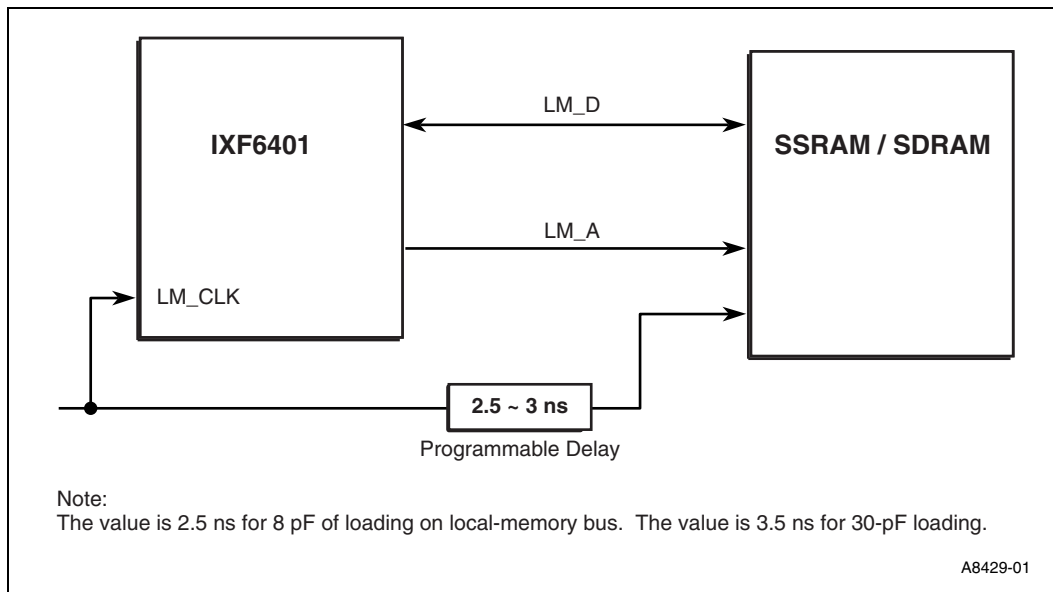 LM_D
IXF6401
SSRAM / SDRAM
LM_A
LM_CLK
2.5 ~ 3 ns
Programmable Delay
Note:
The value is 2.5 ns for 8 pF of loading on local-memory bus. The value is 3.5 ns for 30-pF loading.
A8429-01